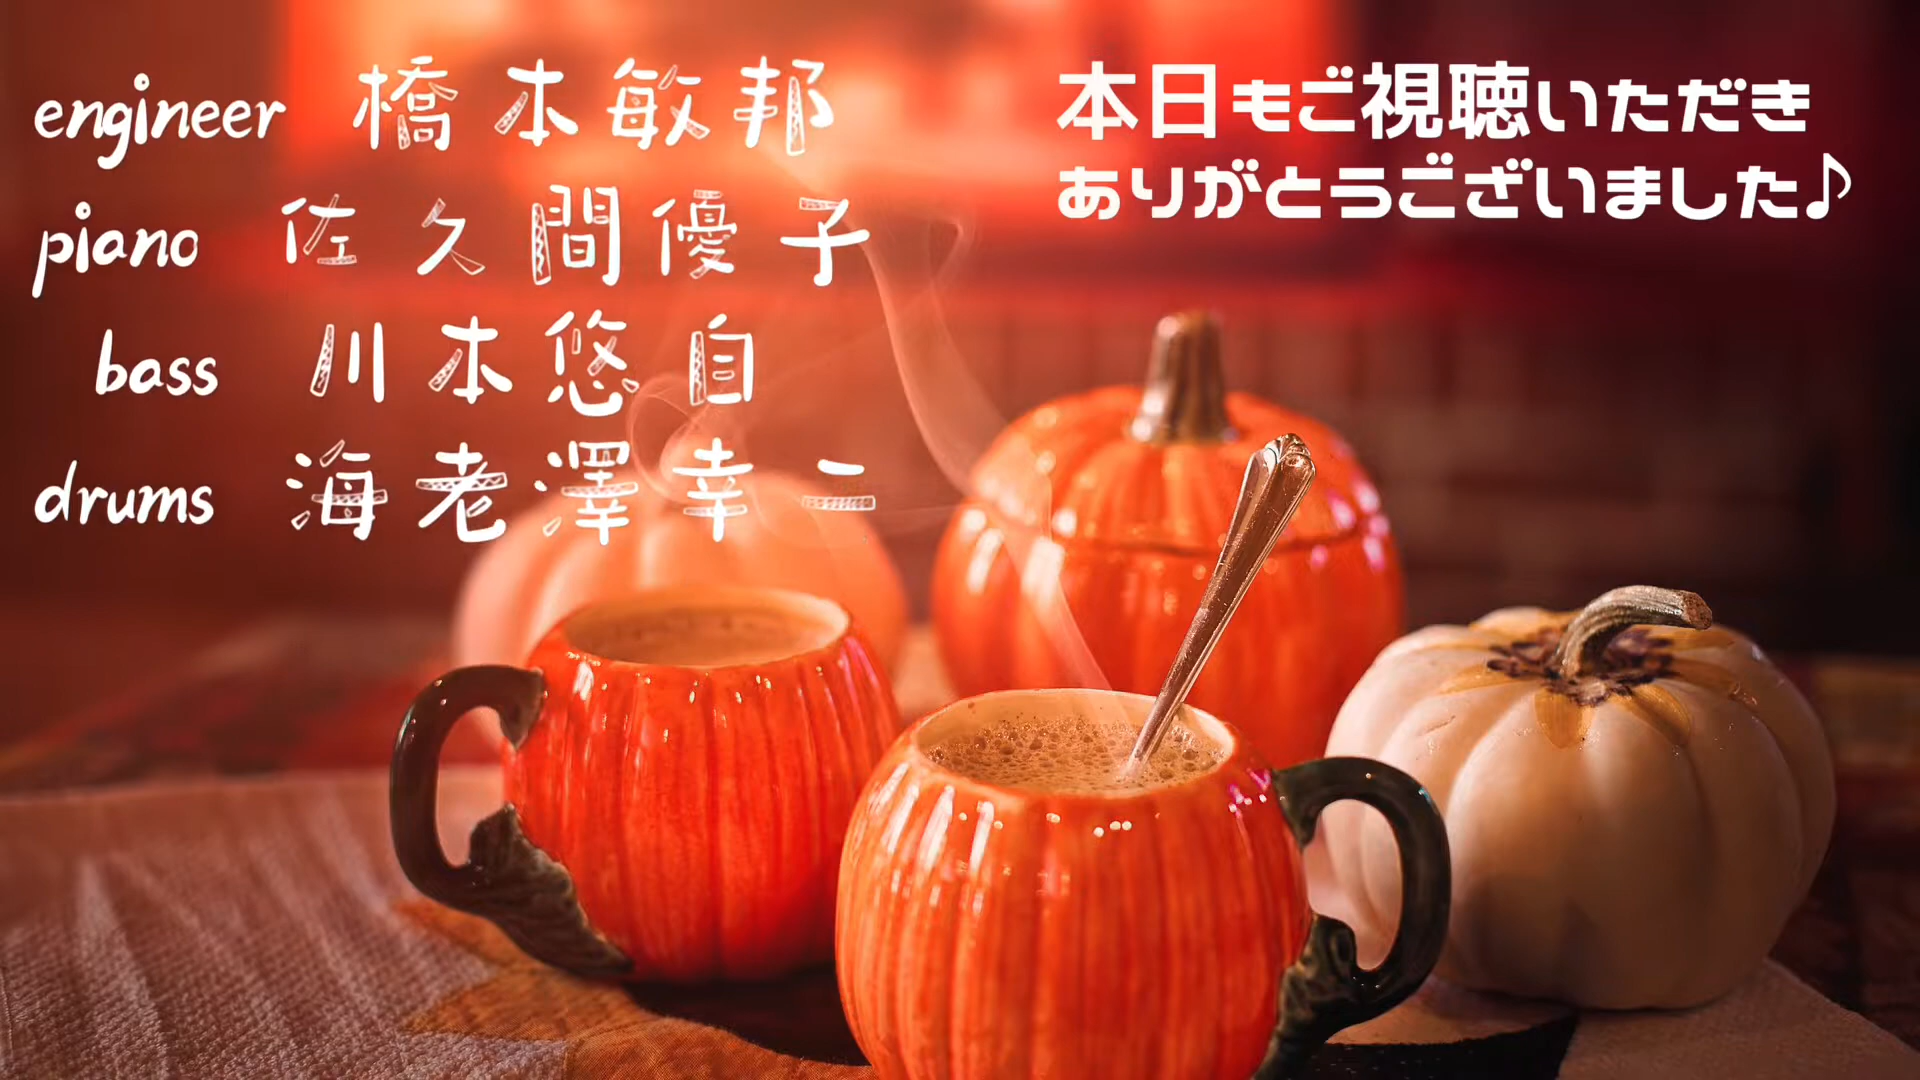 engineer 橋本敏邦
piano 佐久間優子
bass 川本悠自
drums 海老澤幸二
本日もご視聴いただき
ありがとうございました♪